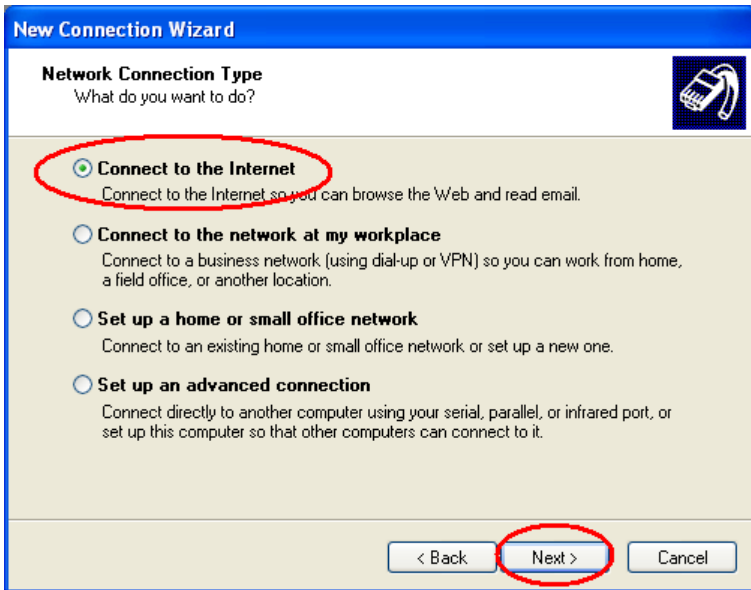 New Connection Wizard
Network Connection Type
What do you want to do?
Connect to the Internet
Connect to the Internet so you can browse the Web and read email.
Connect to the network at my workplace
Connect to a business network (using dial-up or VPN) so you can work from home,
a field office, or another location.
Set up a home or small office network
Connect to an existing home or small office network or set up a new one.
Set up an advanced connection
Connect directly to another computer using your serial, parallel, or infrared port, or
set up this computer so that other computers can connect to it.
< Back Next > Cancel